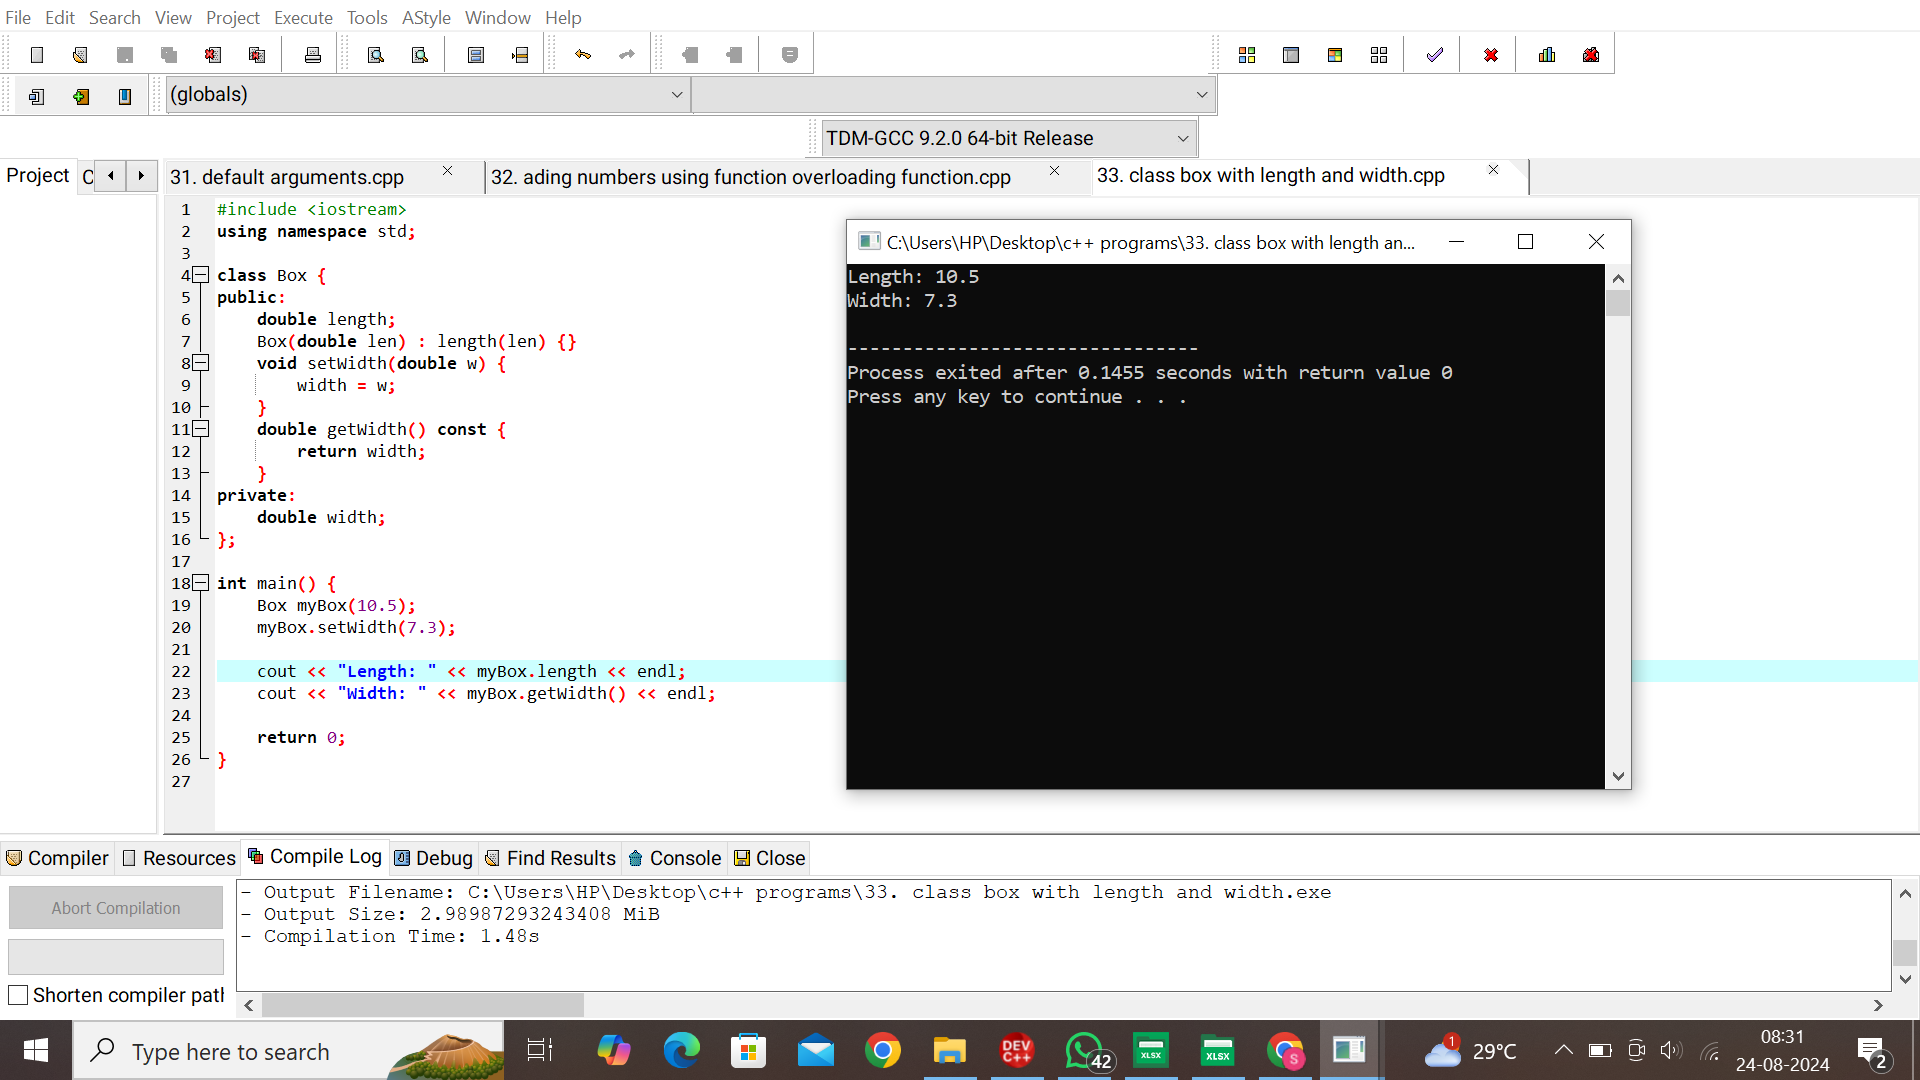 File Edit Search View Project Execute Tools AStyle Window Help
(globals)
TDM-GCC 9.2.0 64-bit Release
Project C
31. default arguments.cpp
32. ading numbers using function overloading function.cpp
33. class box with length and width.cpp
1 #include <iostream>
2 using namespace std;
3
4 class Box {
5 public:
6     double length;
7     Box(double len) : length(len) {}
8     void setWidth(double w) {
9         width = w;
10     }
11     double getWidth() const {
12         return width;
13     }
14 private:
15     double width;
16 };
17
18 int main() {
19     Box myBox(10.5);
20     myBox.setWidth(7.3);
21
22     cout << "Length: " << myBox.length << endl;
23     cout << "Width: " << myBox.getWidth() << endl;
24
25     return 0;
26 }
27
C:\Users\HP\Desktop\c++ programs\33. class box with length an...
Length: 10.5
Width: 7.3
--------------------------------
Process exited after 0.1455 seconds with return value 0
Press any key to continue . . .
Compiler Resources Compile Log Debug Find Results Console Close
Abort Compilation
Shorten compiler path
- Output Filename: C:\Users\HP\Desktop\c++ programs\33. class box with length and width.exe
- Output Size: 2.98987293243408 MiB
- Compilation Time: 1.48s
Type here to search
DEV C++
42
XLSX
XLSX
S
1
29°C
08:31
24-08-2024
2